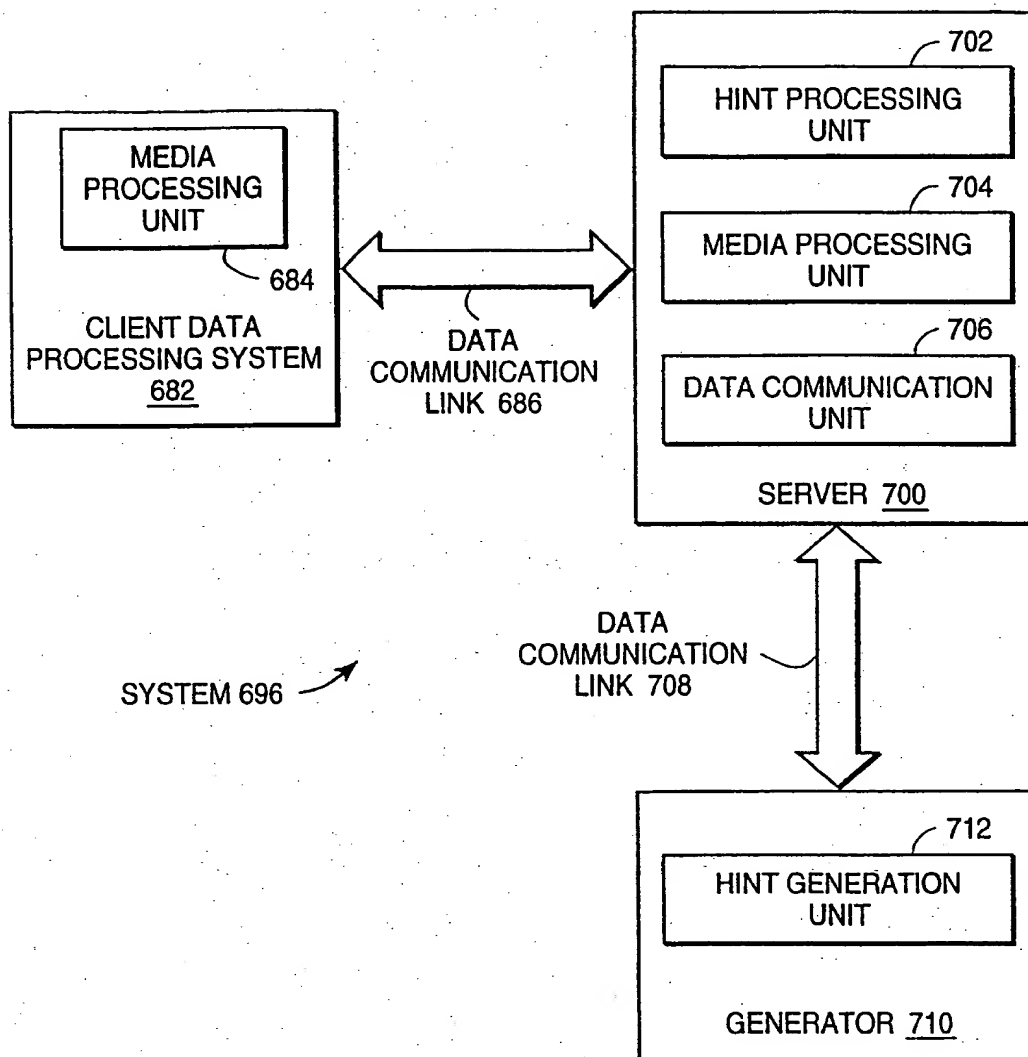 MEDIA
PROCESSING
UNIT
684
CLIENT DATA
PROCESSING SYSTEM
682
DATA
COMMUNICATION
LINK 686
702
HINT PROCESSING
UNIT
704
MEDIA PROCESSING
UNIT
706
DATA COMMUNICATION
UNIT
SERVER 700
DATA
COMMUNICATION
LINK 708
SYSTEM 696
712
HINT GENERATION
UNIT
GENERATOR 710